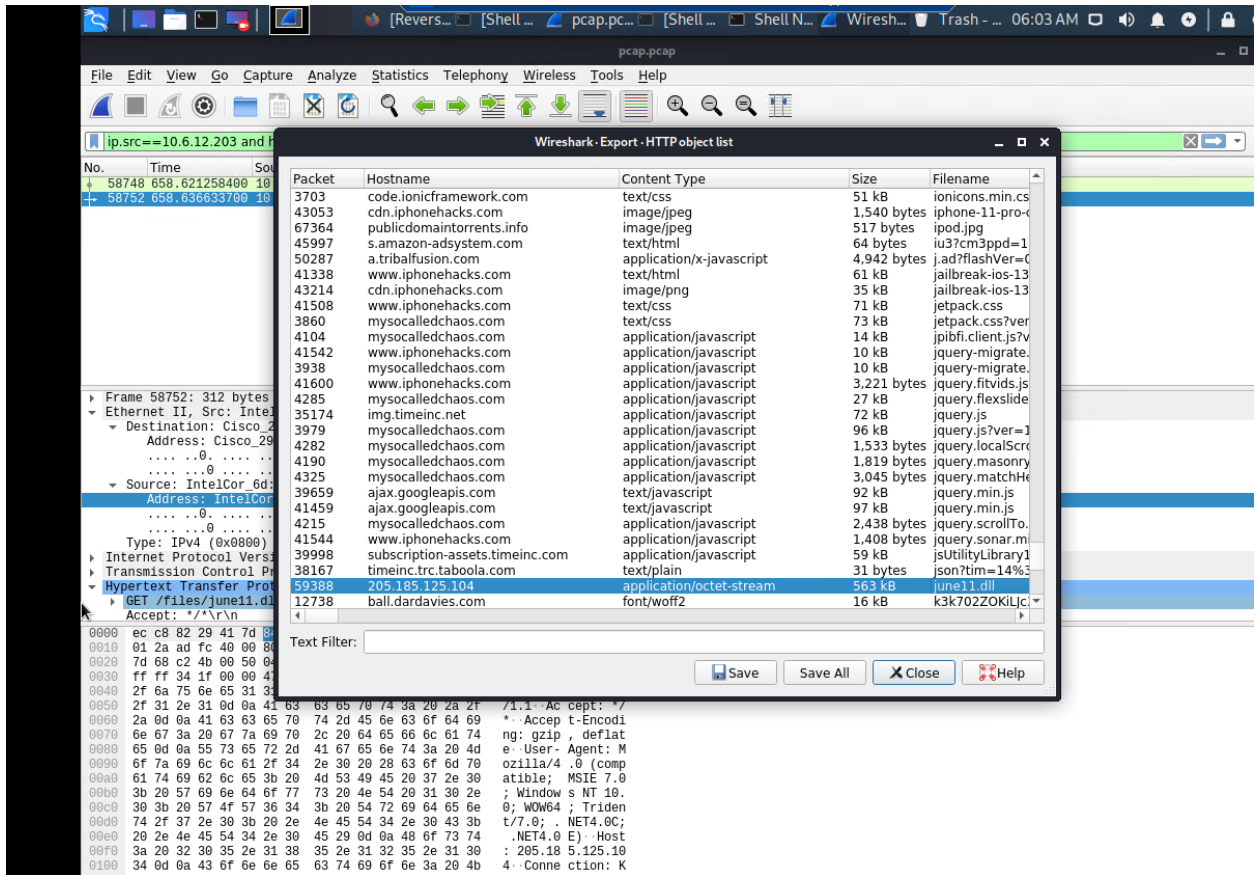 [Revers... [Shell ... pcap.pc... [Shell ... Shell N... Wiresh... Trash - ... 06:03 AM
pcap.pcap
File Edit View Go Capture Analyze Statistics Telephony Wireless Tools Help
ip.src==10.6.12.203 and h
Wireshark · Export · HTTP object list
No. Time Sou
58748 658.621258400 10
58752 658.636633700 10
Packet Hostname Content Type Size Filename
3703 code.ionicframework.com text/css 51 kB ionicons.min.cs
43053 cdn.iphonehacks.com image/jpeg 1,540 bytes iphone-11-pro-c
67364 publicdomaintorrents.info image/jpeg 517 bytes ipod.jpg
45997 s.amazon-adsystem.com text/html 64 bytes iu3?cm3ppd=1
50287 a.tribalfusion.com application/x-javascript 4,942 bytes j.ad?flashVer=0
41338 www.iphonehacks.com text/html 61 kB jailbreak-ios-13
43214 cdn.iphonehacks.com image/png 35 kB jailbreak-ios-13
41508 www.iphonehacks.com text/css 71 kB jetpack.css
3860 mysocalledchaos.com text/css 73 kB jetpack.css?ver
4104 mysocalledchaos.com application/javascript 14 kB jpibfi.client.js?v
41542 www.iphonehacks.com application/javascript 10 kB jquery-migrate.
3938 mysocalledchaos.com application/javascript 10 kB jquery-migrate.
41600 www.iphonehacks.com application/javascript 3,221 bytes jquery.fitvids.js
4285 mysocalledchaos.com application/javascript 27 kB jquery.flexslide
35174 img.timeinc.net application/javascript 72 kB jquery.js
3979 mysocalledchaos.com application/javascript 96 kB jquery.js?ver=1
4282 mysocalledchaos.com application/javascript 1,533 bytes jquery.localScro
4190 mysocalledchaos.com application/javascript 1,819 bytes jquery.masonry
4325 mysocalledchaos.com application/javascript 3,045 bytes jquery.matchHe
39659 ajax.googleapis.com text/javascript 92 kB jquery.min.js
41459 ajax.googleapis.com text/javascript 97 kB jquery.min.js
4215 mysocalledchaos.com application/javascript 2,438 bytes jquery.scrollTo.
41544 www.iphonehacks.com application/javascript 1,408 bytes jquery.sonar.mi
39998 subscription-assets.timeinc.com application/javascript 59 kB jsUtilityLibrary1
38167 timeinc.trc.taboola.com text/plain 31 bytes json?tim=14%3
59388 205.185.125.104 application/octet-stream 563 kB june11.dll
12738 ball.dardavies.com font/woff2 16 kB
Text Filter:
Save Save All Close Help
Frame 58752: 312 bytes
Ethernet II, Src: Intel
Destination: Cisco_2
Address: Cisco_29
.... ..0. .... ..
.... ...0 .... ..
Source: IntelCor_6d:
Address: IntelCor
.... ..0. .... ..
.... ...0 .... ..
Type: IPv4 (0x0800)
Internet Protocol Versi
Transmission Control Pr
Hypertext Transfer Prot
GET /files/june11.dl
Accept: */*\r\n
0000 ec c8 82 29 41 7d 84
0010 01 2a ad fc 40 00 80
0020 7d 68 c2 4b 00 50 04
0030 ff ff 34 1f 00 00 47
0040 2f 6a 75 6e 65 31 31
0050 2f 31 2e 31 0d 0a 41 63 63 65 70 74 3a 20 2a 2f /1.1··Ac cept: */
0060 2a 0d 0a 41 63 63 65 70 74 2d 45 6e 63 6f 64 69 *··Accep t-Encodi
0070 6e 67 3a 20 67 7a 69 70 2c 20 64 65 66 6c 61 74 ng: gzip , deflat
0080 65 0d 0a 55 73 65 72 2d 41 67 65 6e 74 3a 20 4d e··User- Agent: M
0090 6f 7a 69 6c 6c 61 2f 34 2e 30 20 28 63 6f 6d 70 ozilla/4 .0 (comp
00a0 61 74 69 62 6c 65 3b 20 4d 53 49 45 20 37 2e 30 atible; MSIE 7.0
00b0 3b 20 57 69 6e 64 6f 77 73 20 4e 54 20 31 30 2e ; Window s NT 10.
00c0 30 3b 20 57 4f 57 36 34 3b 20 54 72 69 64 65 6e 0; WOW64 ; Triden
00d0 74 2f 37 2e 30 3b 20 2e 4e 45 54 34 2e 30 43 3b t/7.0; . NET4.0C;
00e0 20 2e 4e 45 54 34 2e 30 45 29 0d 0a 48 6f 73 74 .NET4.0 E)··Host
00f0 3a 20 32 30 35 2e 31 38 35 2e 31 32 35 2e 31 30 : 205.18 5.125.10
0100 34 0d 0a 43 6f 6e 6e 65 63 74 69 6f 6e 3a 20 4b 4··Conne ction: K